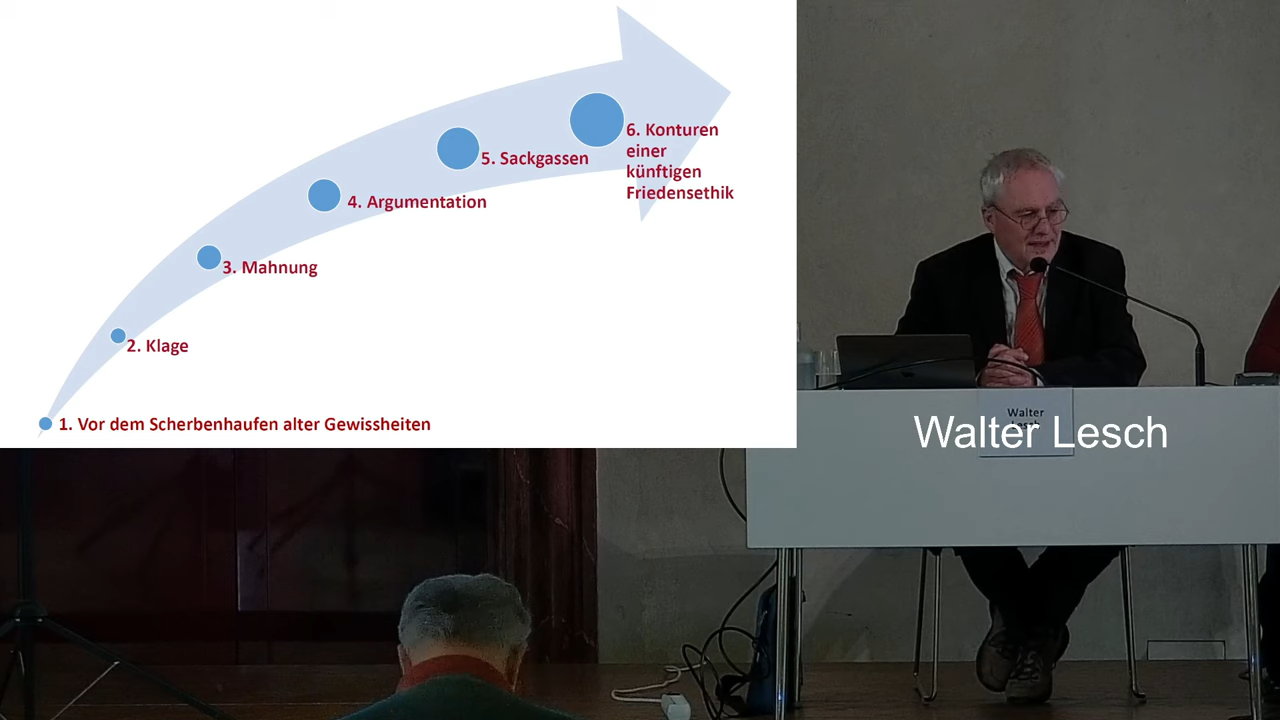 6. Konturen
einer
künftigen
Friedensethik
5. Sackgassen
4. Argumentation
3. Mahnung
2. Klage
1. Vor dem Scherbenhaufen alter Gewissheiten
Walter
Walter Lesch